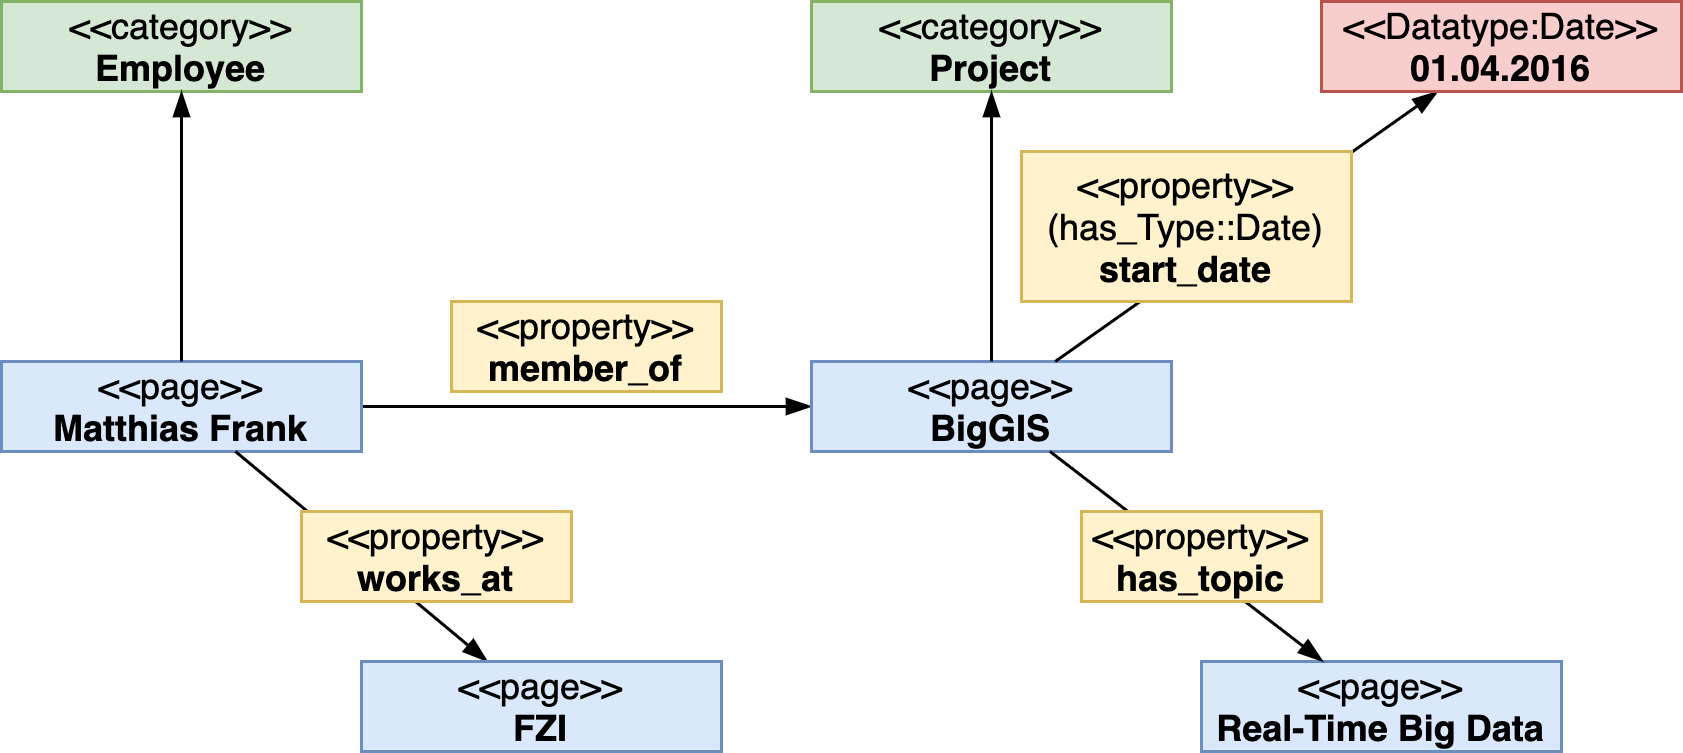 <<category>>
Employee
<<category>>
Project
<<Datatype:Date>>
01.04.2016
<<property>>
(has_Type::Date)
start_date
<<property>>
member_of
<<page>>
Matthias Frank
<<page>>
BigGIS
<<property>>
works_at
<<property>>
has_topic
<<page>>
FZI
<<page>>
Real-Time Big Data